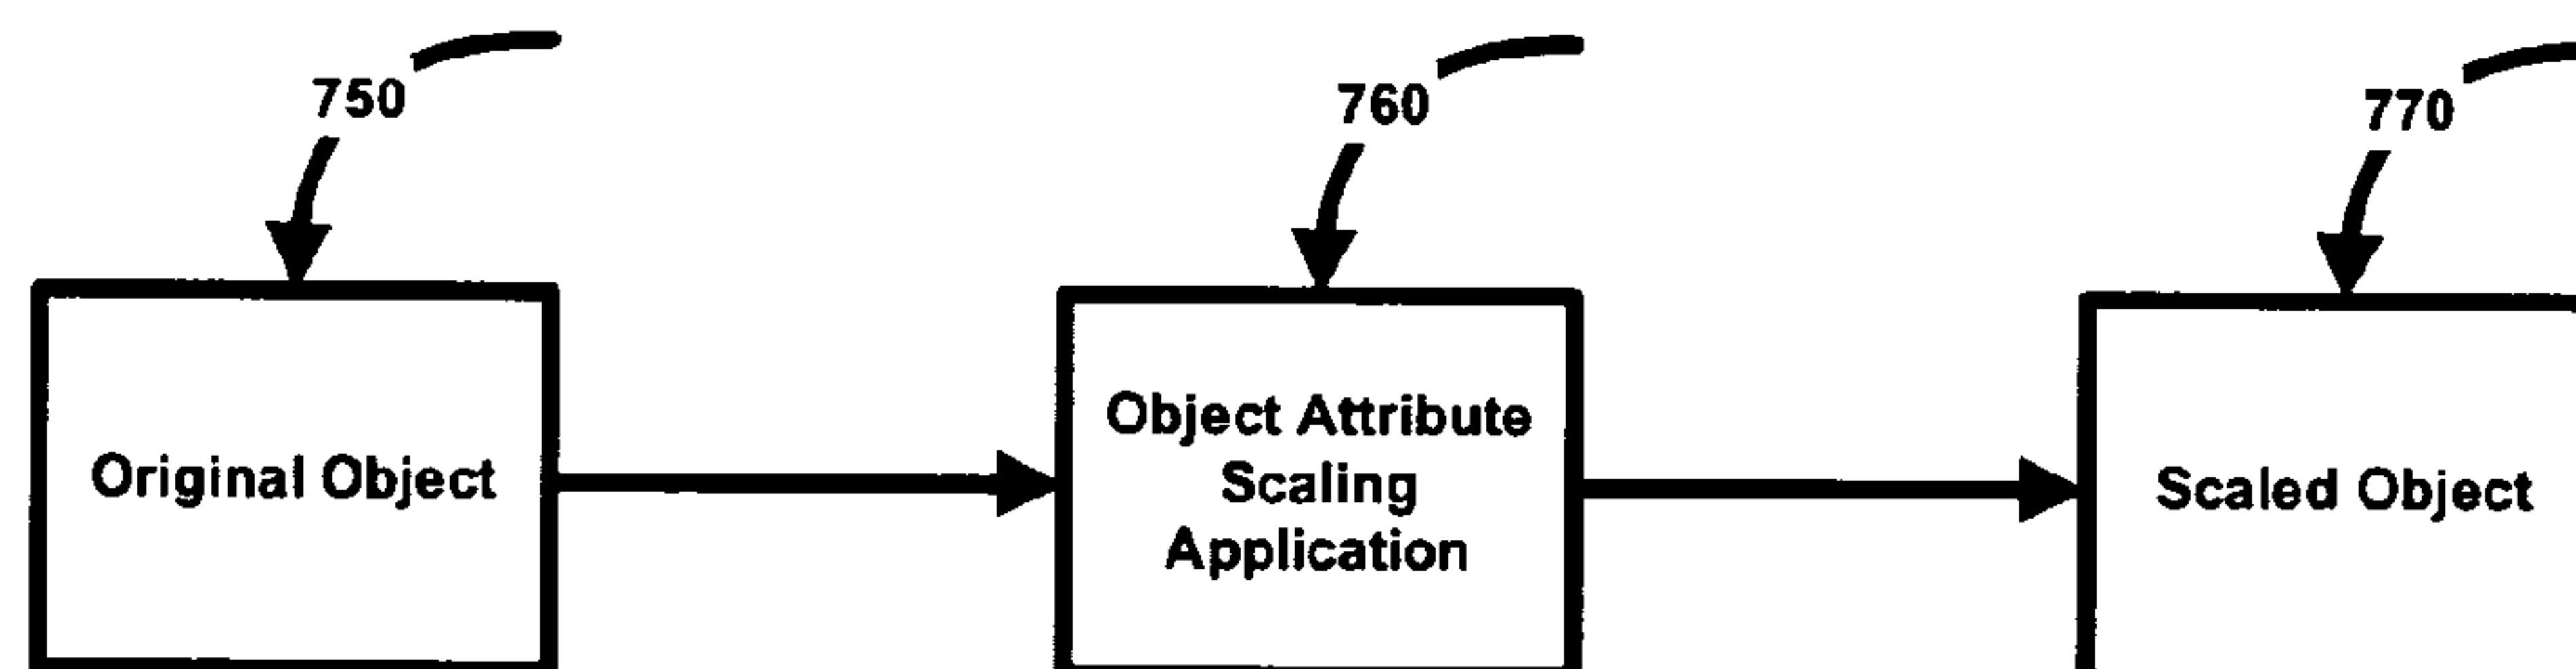 750
760
770
Original Object
Object Attribute
Scaling
Application
Scaled Object